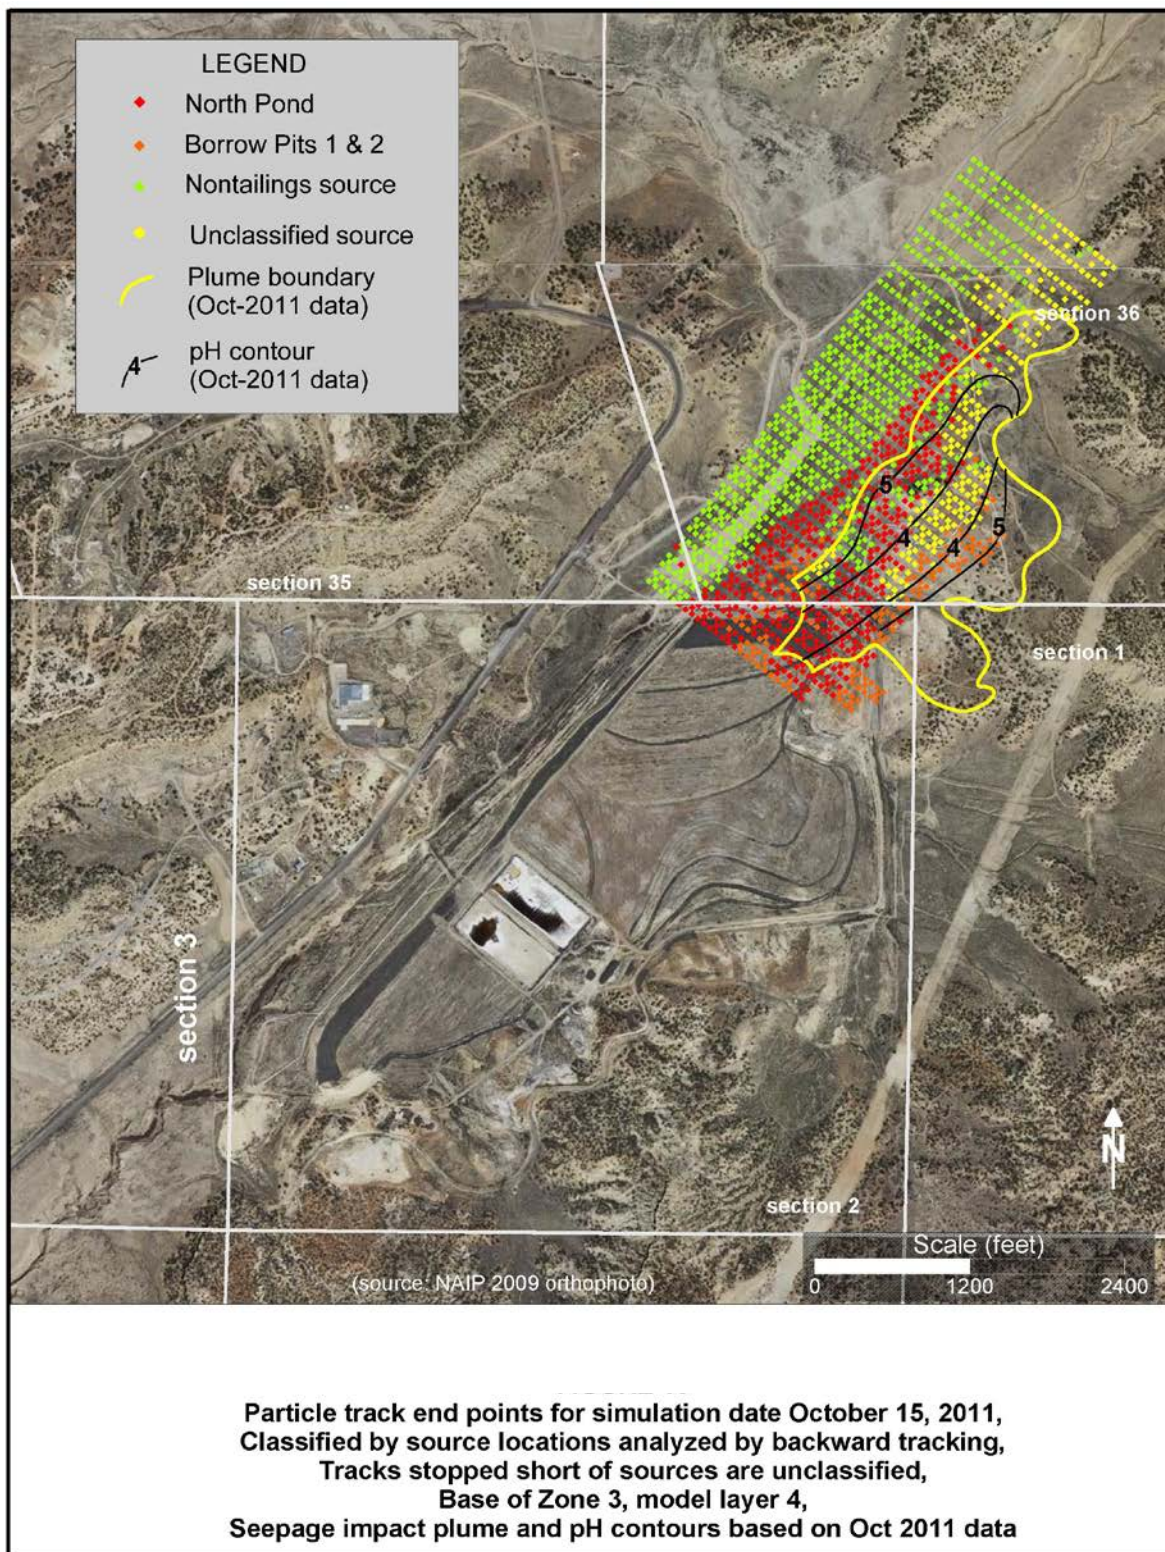 LEGEND
North Pond
Borrow Pits 1 & 2
Nontailings source
Unclassified source
Plume boundary
(Oct-2011 data)
4
pH contour
(Oct-2011 data)
section 36
5
4
4
5
section 35
section 1
section 3
N
section 2
Scale (feet)
(source: NAIP 2009 orthophoto)
0 1200 2400
Particle track end points for simulation date October 15, 2011,
Classified by source locations analyzed by backward tracking,
Tracks stopped short of sources are unclassified,
Base of Zone 3, model layer 4,
Seepage impact plume and pH contours based on Oct 2011 data